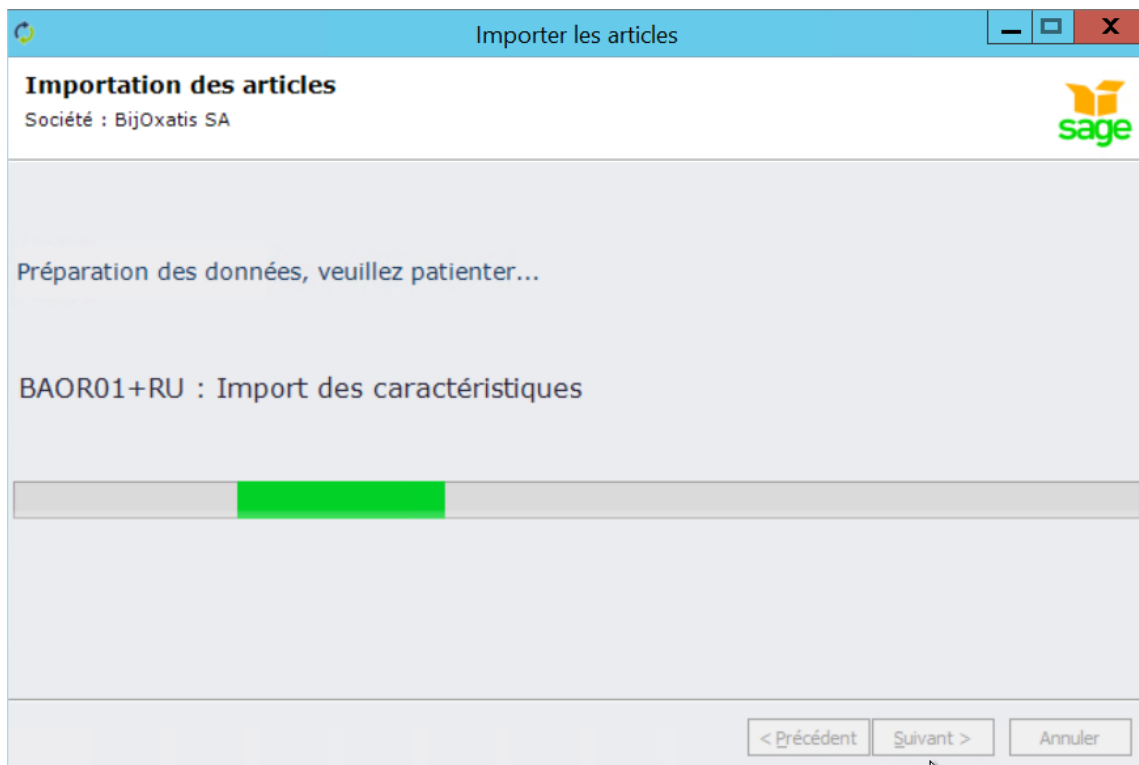 Importer les articles
Importation des articles
Société : BijOxatis SA
sage
Préparation des données, veuillez patienter...
BAOR01+RU : Import des caractéristiques
< Précédent
Suivant >
Annuler